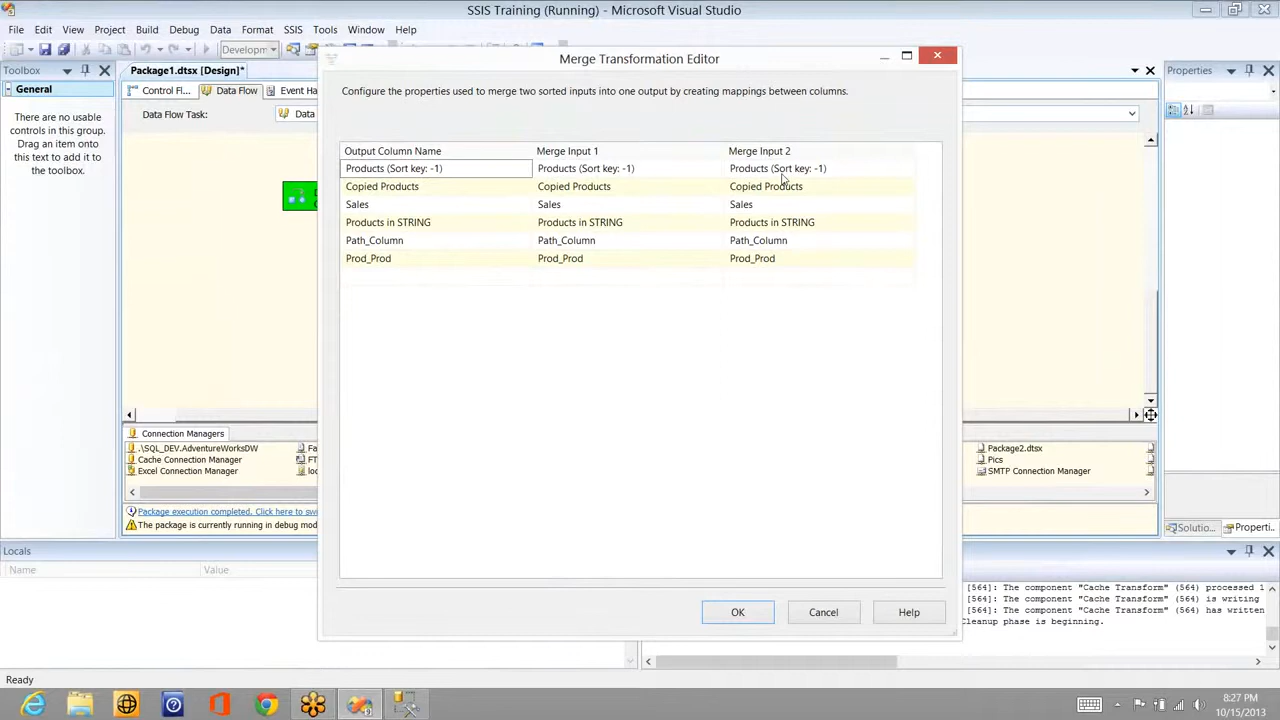 SSIS Training (Running) - Microsoft Visual Studio
File Edit View Project Build Debug Data Format SSIS Tools Window Help
Developm
Toolbox
General
There are no usable
controls in this group.
Drag an item onto
this text to add it to
the toolbox.
Package1.dtsx [Design]*
Control Fl...
Data Flow
Event Ha
Data Flow Task:
Data
Merge Transformation Editor
Configure the properties used to merge two sorted inputs into one output by creating mappings between columns.
Output Column Name Merge Input 1 Merge Input 2
Products (Sort key: -1) Products (Sort key: -1) Products (Sort key: -1)
Copied Products Copied Products Copied Products
Sales Sales Sales
Products in STRING Products in STRING Products in STRING
Path_Column Path_Column Path_Column
Prod_Prod Prod_Prod Prod_Prod
OK Cancel Help
Properties
Connection Managers
.\SQL_DEV.AdventureWorksDW
Cache Connection Manager
Excel Connection Manager
Fa
FT
loc
Package2.dtsx
Pics
SMTP Connection Manager
Package execution completed. Click here to sw
The package is currently running in debug mod
Solutio...
Properti...
Locals
Name Value
[564]: The component "Cache Transform" (564) processed 1
[564]: The component "Cache Transform" (564) is writing
[564]: The component "Cache Transform" (564) has written
Cleanup phase is beginning.
Ready
8:27 PM
10/15/2013